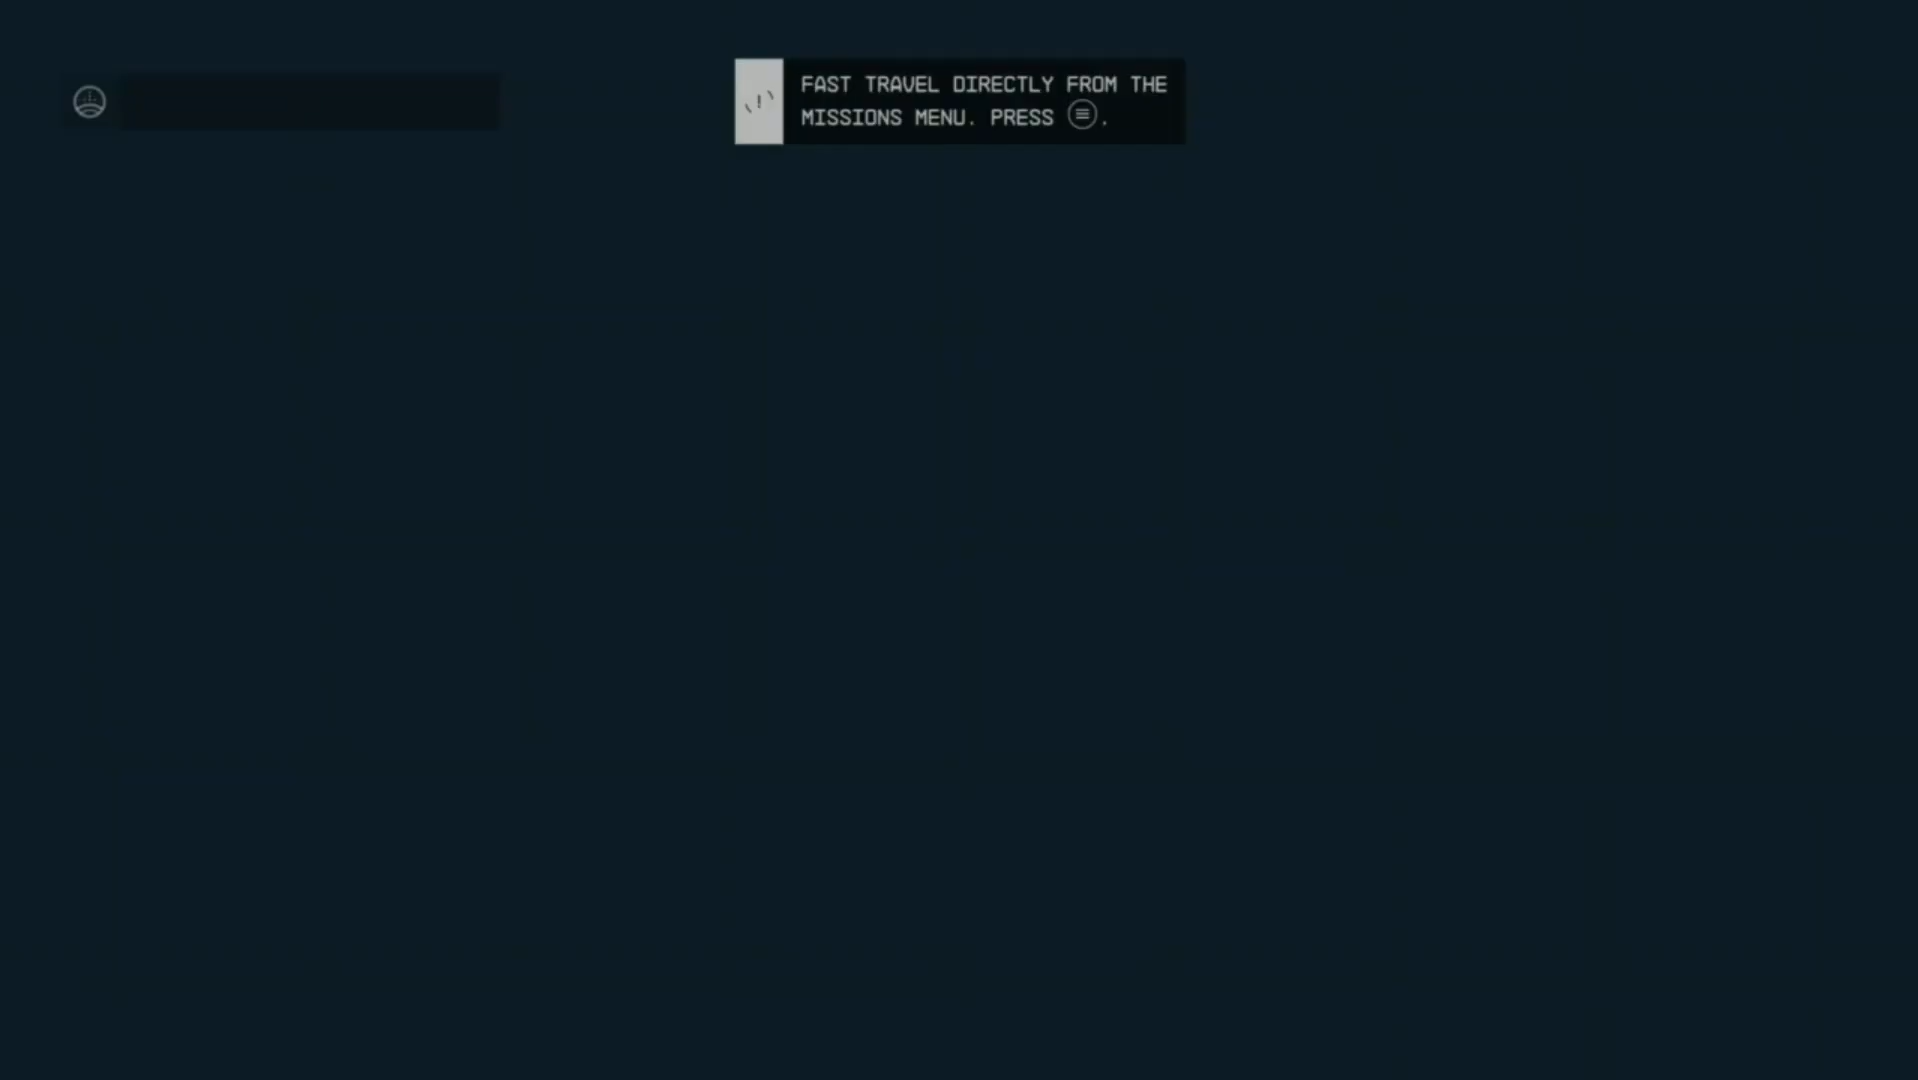 FAST TRAVEL DIRECTLY FROM THE
MISSIONS MENU. PRESS .